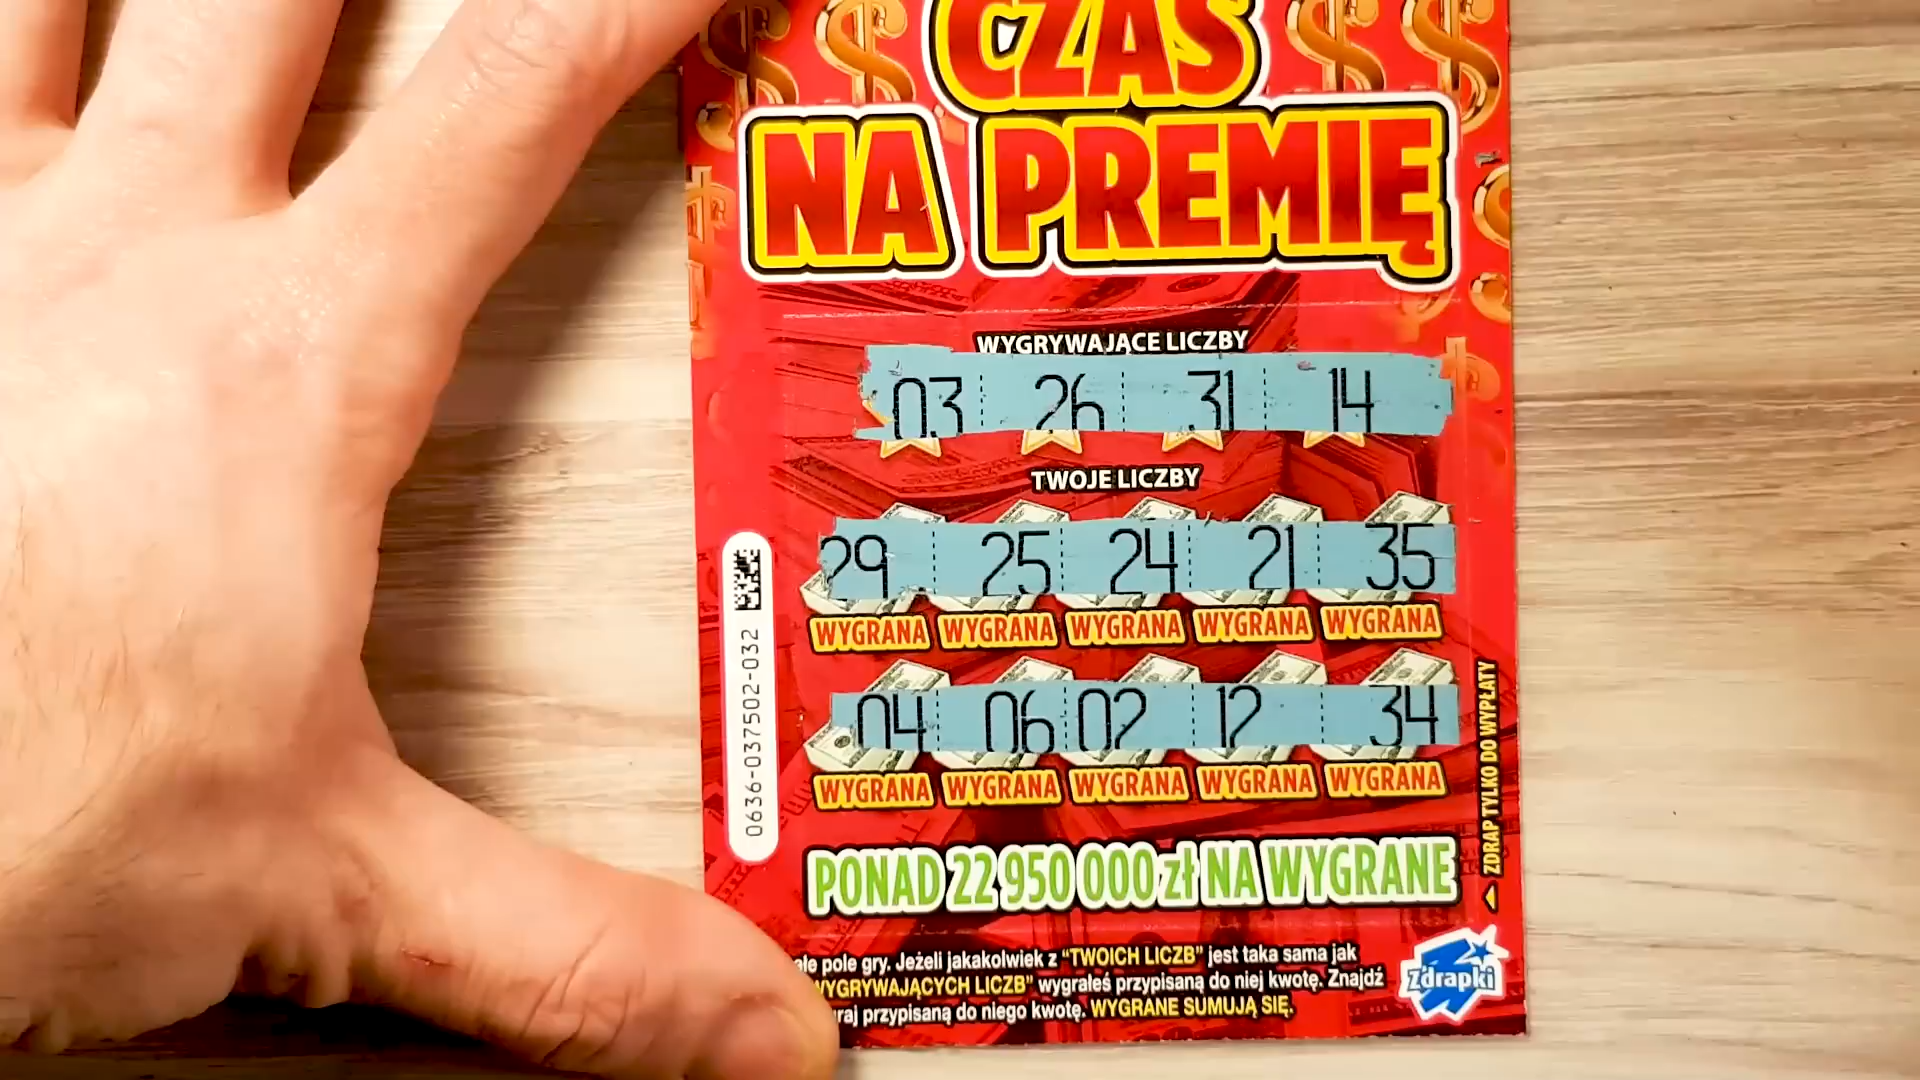 CZAS
NA PREMIĘ
WYGRYWAJĄCE LICZBY
03 26 31 14
TWOJE LICZBY
29 25 24 21 35
WYGRANA WYGRANA WYGRANA WYGRANA WYGRANA
04 06 02 12 34
WYGRANA WYGRANA WYGRANA WYGRANA WYGRANA
0636-037502-032
ZDRAP TYLKO DO WYPŁATY
PONAD 22 950 000 zł NA WYGRANE
pole gry. Jeżeli jakakolwiek z "TWOICH LICZB" jest taka sama jak
WYGRYWAJĄCYCH LICZB" wygrałeś przypisaną do niej kwotę. Znajdź
przypisaną do niego kwotę. WYGRANE SUMUJĄ SIĘ.
Zdrapki